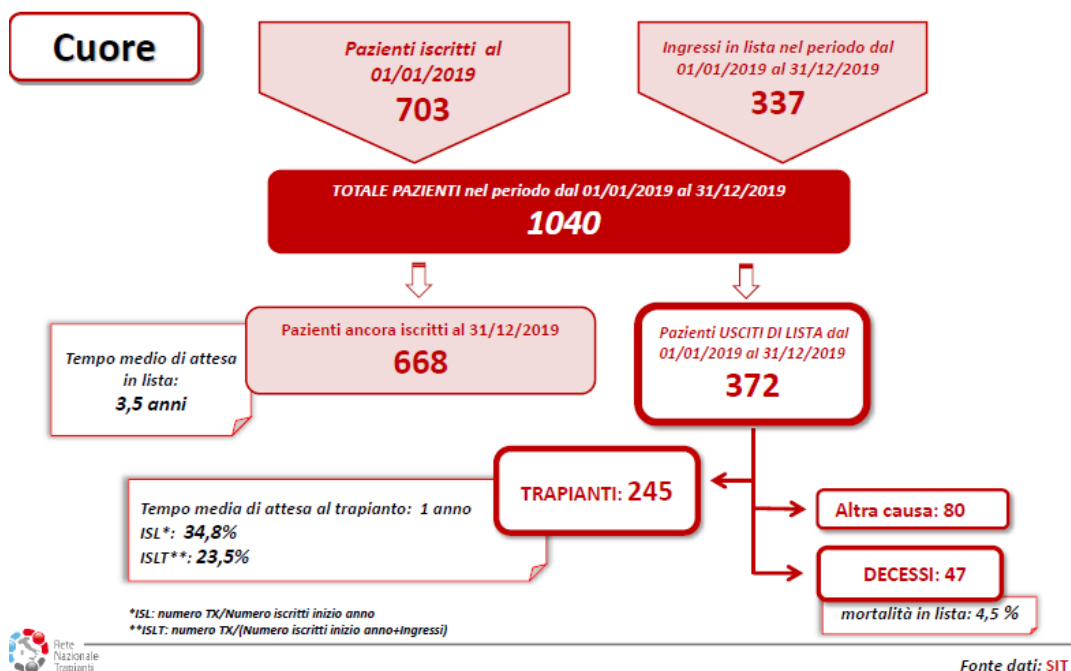 Cuore
Pazienti iscritti al
01/01/2019
703
Ingressi in lista nel periodo dal
01/01/2019 al 31/12/2019
337
TOTALE PAZIENTI nel periodo dal 01/01/2019 al 31/12/2019
1040
Pazienti ancora iscritti al 31/12/2019
668
Tempo medio di attesa
in lista:
3,5 anni
Pazienti USCITI DI LISTA dal
01/01/2019 al 31/12/2019
372
TRAPIANTI: 245
Tempo media di attesa al trapianto: 1 anno
ISL*: 34,8%
ISLT**: 23,5%
Altra causa: 80
DECESSI: 47
mortalità in lista: 4,5 %
*ISL: numero TX/Numero iscritti inizio anno
**ISLT: numero TX/(Numero iscritti inizio anno+Ingressi)
Rete
Nazionale
Trapianti
Fonte dati: SIT